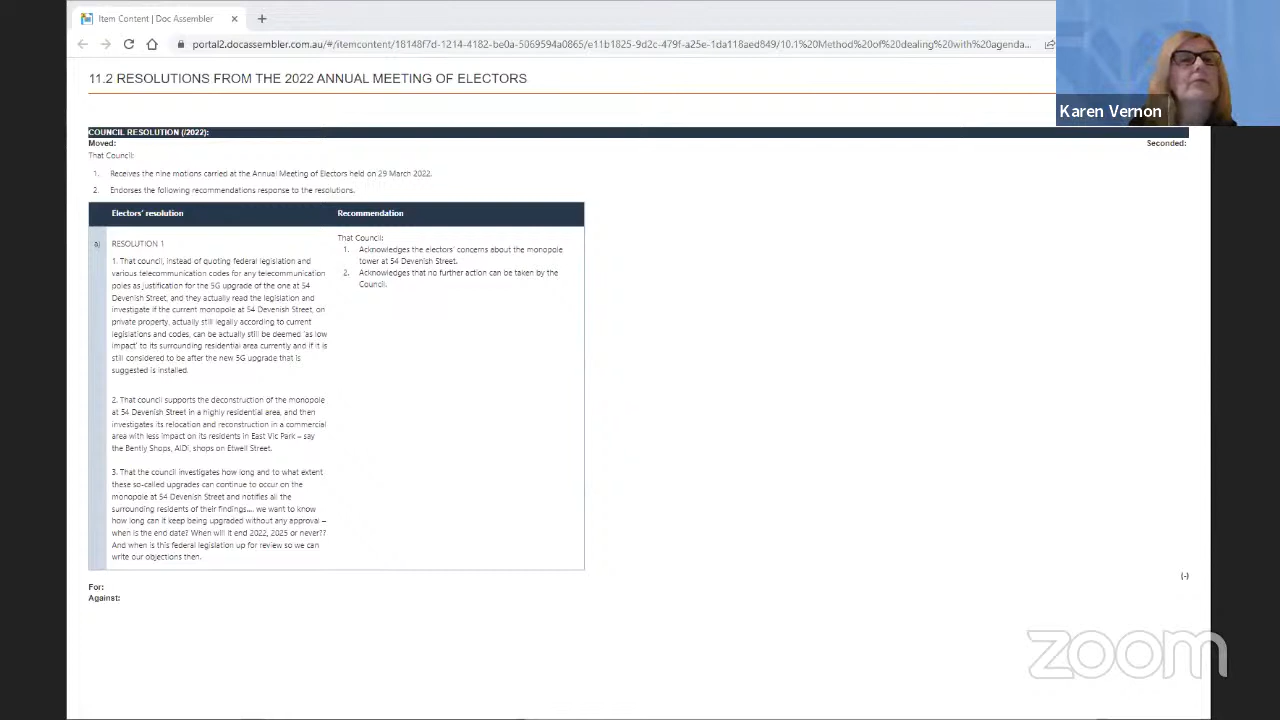 Item Content | Doc Assembler
portal2.docassembler.com.au/#/itemcontent/18148f7d-1214-4182-be0a-5069594a0865/e11b1825-9d2c-479f-a25e-1da118aed849/10.1%20Method%20of%20dealing%20with%20agenda...
Karen Vernon
11.2 RESOLUTIONS FROM THE 2022 ANNUAL MEETING OF ELECTORS
COUNCIL RESOLUTION (/2022):
Moved:
Seconded:
That Council:
1. Receives the nine motions carried at the Annual Meeting of Electors held on 29 March 2022.
2. Endorses the following recommendations response to the resolutions.
Electors' resolution
Recommendation
a)
RESOLUTION 1
1. That council, instead of quoting federal legislation and
various telecommunication codes for any telecommunication
poles as justification for the 5G upgrade of the one at 54
Devenish Street, and they actually read the legislation and
investigate if the current monopole at 54 Devenish Street, on
private property, actually still legally according to current
legislations and codes, can be actually still be deemed 'as low
impact' to its surrounding residential area currently and if it is
still considered to be after the new 5G upgrade that is
suggested is installed.
2. That council supports the deconstruction of the monopole
at 54 Devenish Street in a highly residential area, and then
investigates its relocation and reconstruction in a commercial
area with less impact on its residents in East Vic Park – say
the Bently Shops, AlDi, shops on Etwell Street.
3. That the council investigates how long and to what extent
these so-called upgrades can continue to occur on the
monopole at 54 Devenish Street and notifies all the
surrounding residents of their findings.... we want to know
how long can it keep being upgraded without any approval –
when is the end date? When will it end 2022, 2025 or never??
And when is this federal legislation up for review so we can
write our objections then.
That Council:
1. Acknowledges the electors' concerns about the monopole
tower at 54 Devenish Street.
2. Acknowledges that no further action can be taken by the
Council.
(-)
For:
Against:
zoom